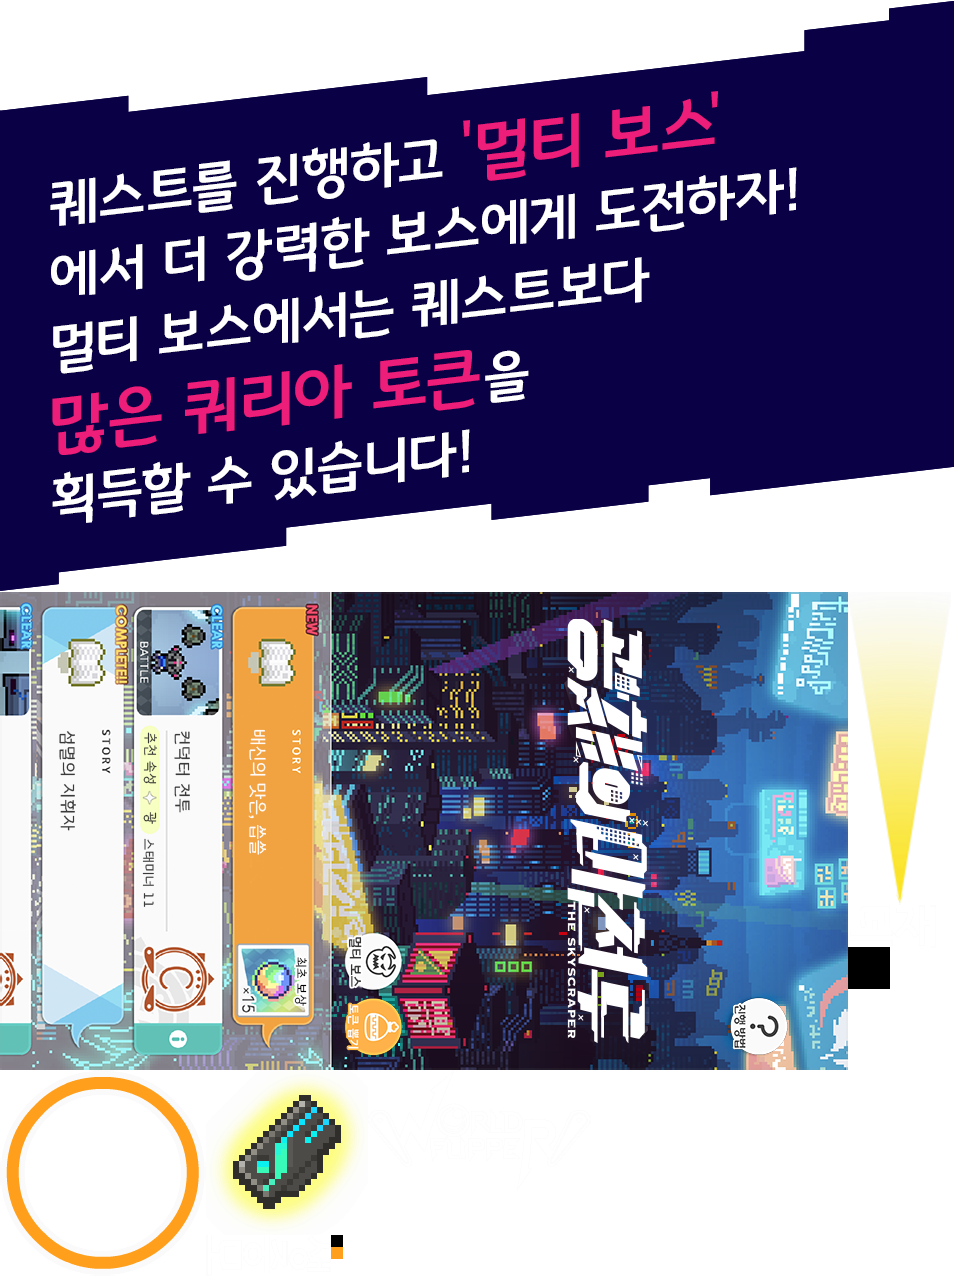 퀘스트를 진행하고 '멀티 보스'
에서 더 강력한 보스에게 도전하자!
멀티 보스에서는 퀘스트보다
많은 쿼리아 토큰을
획득할 수 있습니다!
진행 방법
광채의 마천루
THE SKYSCRAPER
멀티 보스
토큰 뽑기
NEW
STORY
배신의 맛은, 씁쓸
최초 보상
×15
CLEAR
BATTLE
컨덕터 전투
추천 속성 광 스태미너 11
COMPLETE!!
STORY
섬멸의 지휘자
CLEAR